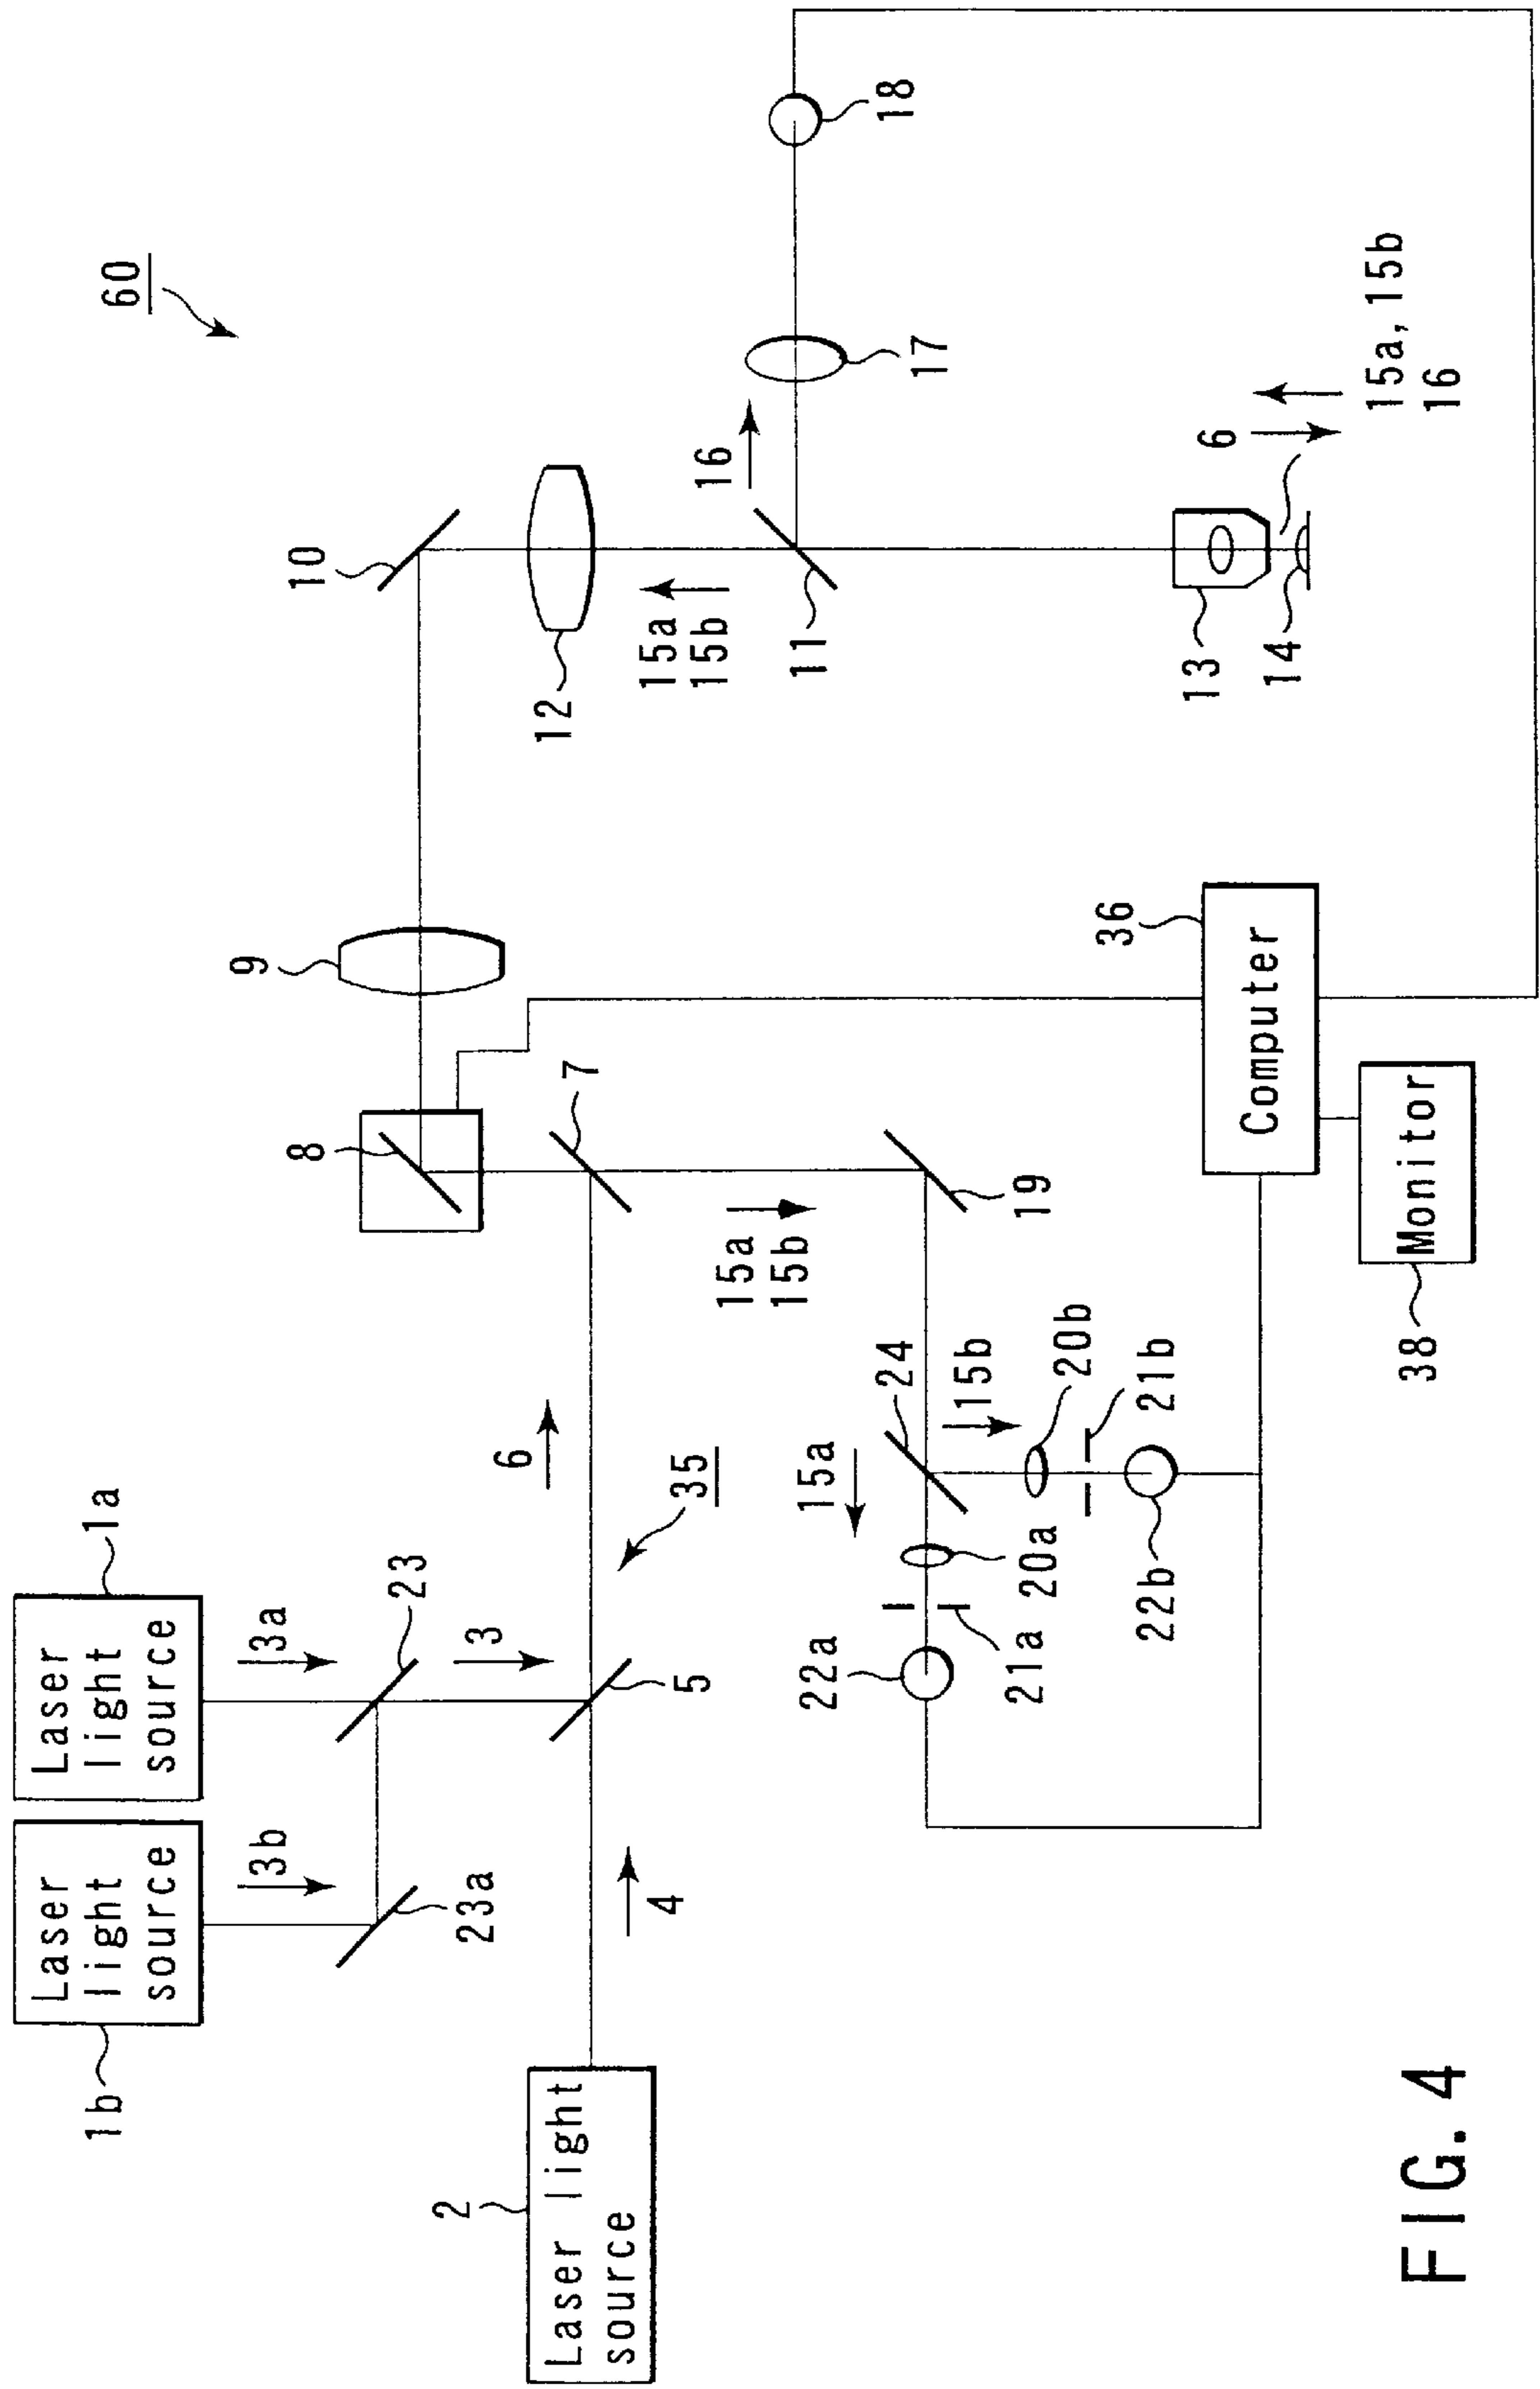 60
1b
Laser
light
source
1a
Laser
light
source
3b
3a
23a
23
3
2
Laser light
source
4
5
35
6
7
8
9
10
12
11
15a
15b
16
17
18
13
14
6
15a, 15b
16
15a
15b
19
24
15a
15b
20a
20b
21a
21b
22a
22b
36
Computer
38
Monitor
FIG. 4